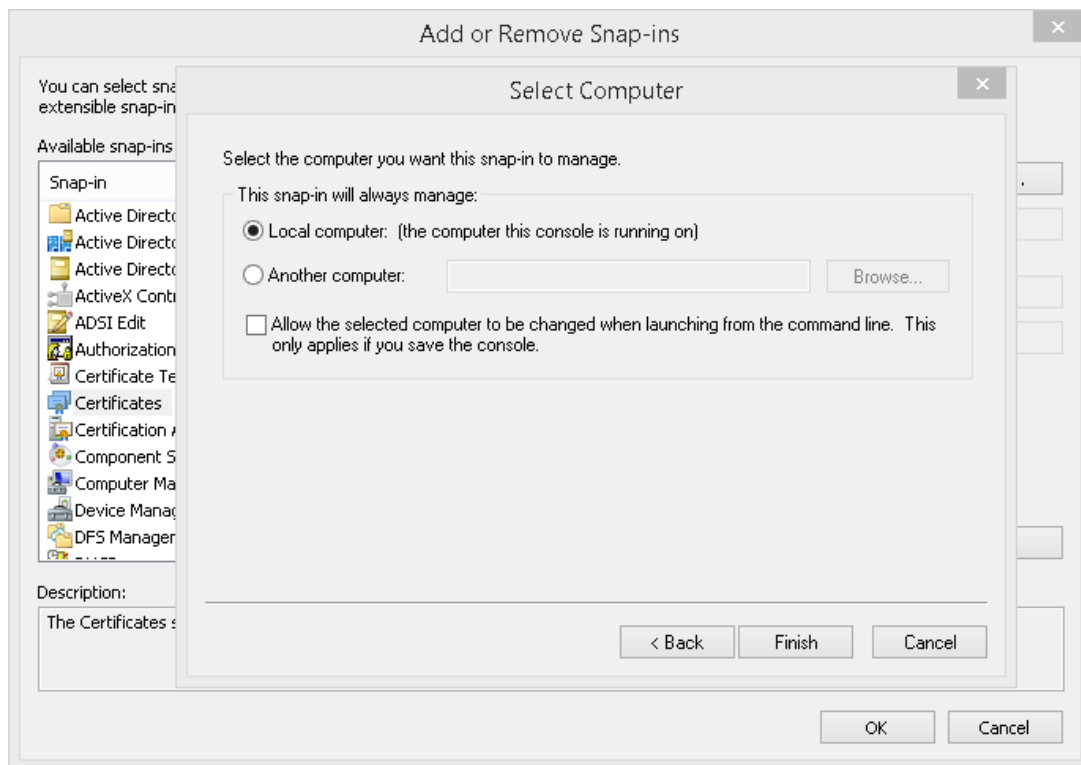 Add or Remove Snap-ins
You can select sna
extensible snap-in
Available snap-ins
Snap-in
Active Directo
Active Directo
Active Directo
ActiveX Contr
ADSI Edit
Authorization
Certificate Te
Certificates
Certification A
Component S
Computer Ma
Device Manag
DFS Manager
Description:
The Certificates s
Select Computer
Select the computer you want this snap-in to manage.
This snap-in will always manage:
Local computer: (the computer this console is running on)
Another computer:
Browse...
Allow the selected computer to be changed when launching from the command line. This
only applies if you save the console.
< Back
Finish
Cancel
OK
Cancel